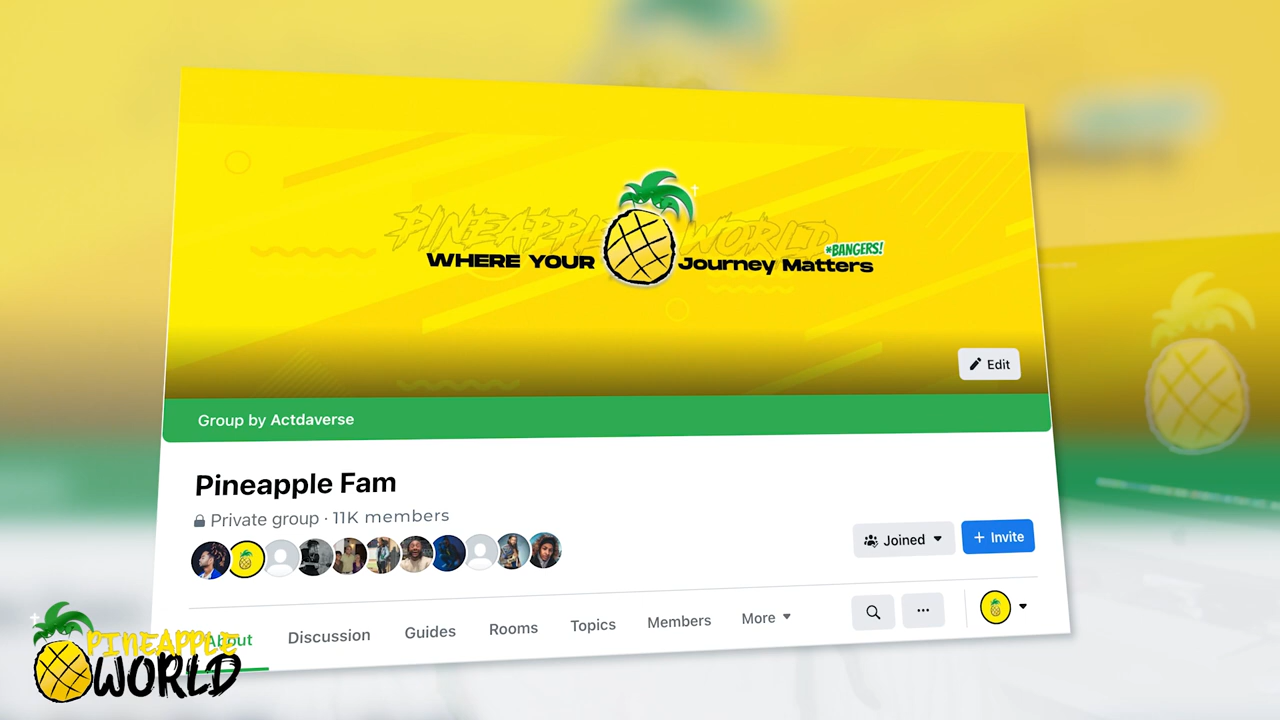 PINEAPPLE WORLD
*BANGERS!
WHERE YOUR Journey Matters
Edit
Group by Actdaverse
Pineapple Fam
Private group · 11K members
Joined
+ Invite
About
Discussion
Guides
Rooms
Topics
Members
More
PINEAPPLE
WORLD